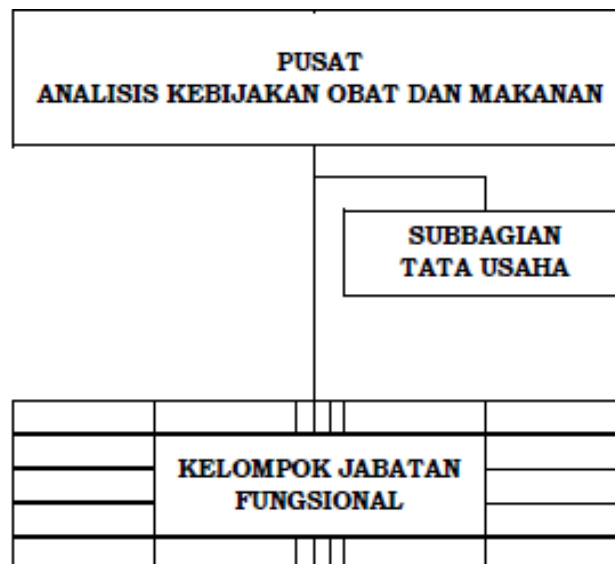 PUSAT
ANALISIS KEBIJAKAN OBAT DAN MAKANAN
SUBBAGIAN
TATA USAHA
KELOMPOK JABATAN
FUNGSIONAL